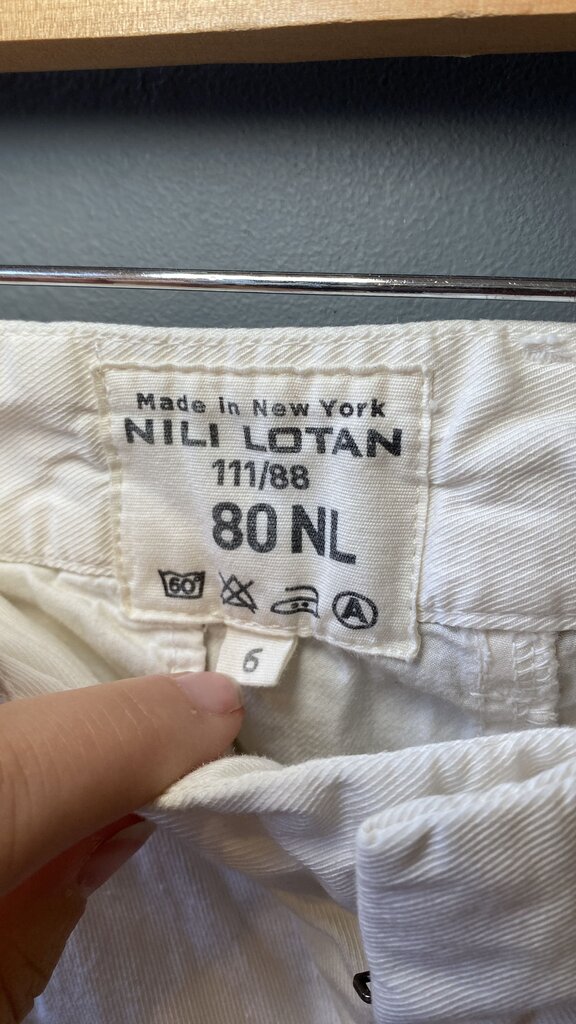 Made in New York
NILI LOTAN
111/88
80 NL
60°
A
6